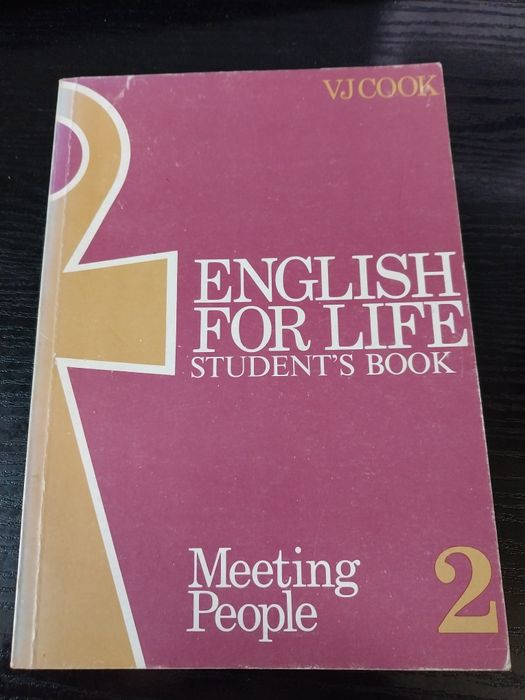 VJ COOK
ENGLISH
FOR LIFE
STUDENT'S BOOK
Meeting
People
2